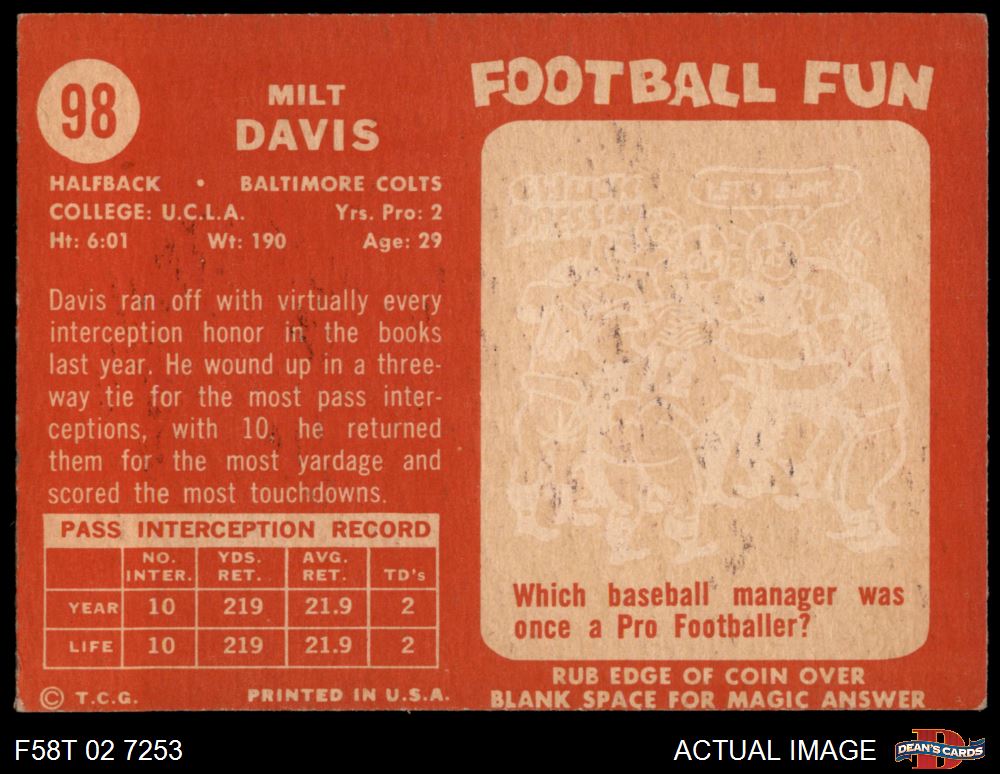 98
MILT
DAVIS
HALFBACK • BALTIMORE COLTS
COLLEGE: U.C.L.A. Yrs. Pro: 2
Ht: 6:01 Wt: 190 Age: 29
Davis ran off with virtually every
interception honor in the books
last year. He wound up in a three-
way tie for the most pass inter-
ceptions, with 10, he returned
them for the most yardage and
scored the most touchdowns.
PASS INTERCEPTION RECORD
NO. INTER. YDS. RET. AVG. RET. TD's
YEAR 10 219 21.9 2
LIFE 10 219 21.9 2
© T.C.G. PRINTED IN U.S.A.
FOOTBALL FUN
LET'S
Which baseball manager was
once a Pro Footballer?
RUB EDGE OF COIN OVER
BLANK SPACE FOR MAGIC ANSWER
F58T 02 7253
ACTUAL IMAGE
DEAN'S CARDS